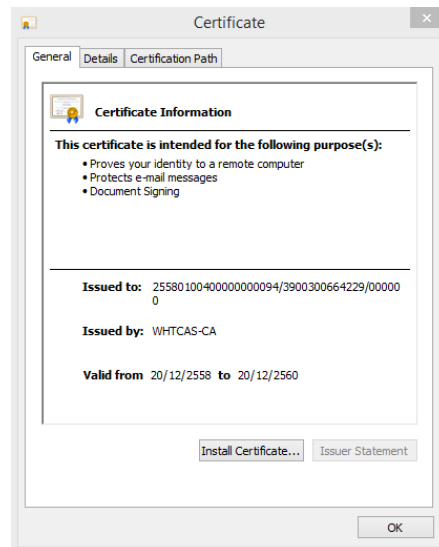 Certificate
General Details Certification Path
Certificate Information
This certificate is intended for the following purpose(s):
• Proves your identity to a remote computer
• Protects e-mail messages
• Document Signing
Issued to: 25580100400000000094/3900300664229/00000
0
Issued by: WHTCAS-CA
Valid from 20/12/2558 to 20/12/2560
Install Certificate... Issuer Statement
OK